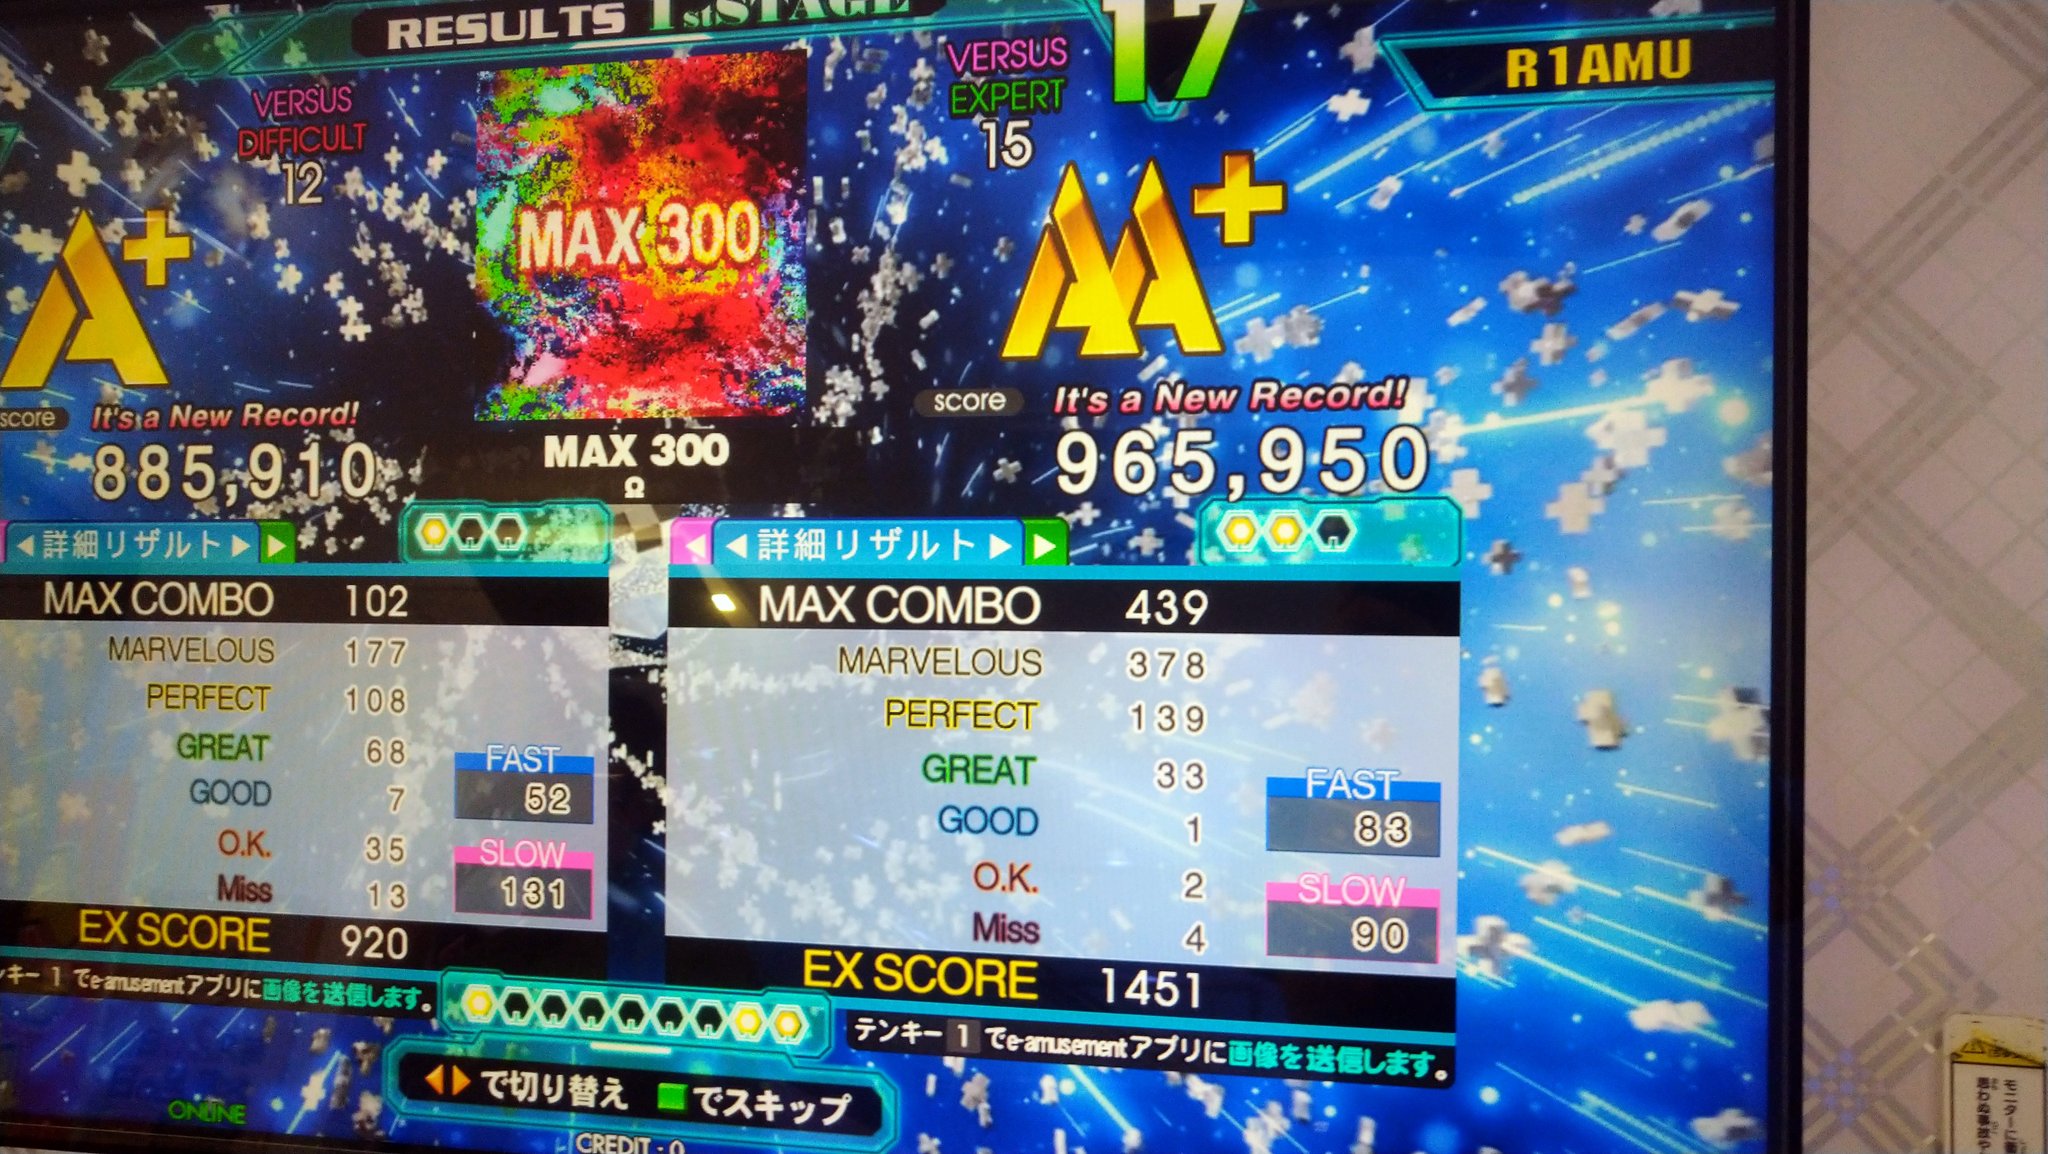 RESULTS 1stSTAGE
17
R1AMU
VERSUS
DIFFICULT
12
VERSUS
EXPERT
15
A+
MAX 300
AA+
score
It's a New Record!
885,910
MAX 300
Ω
score
It's a New Record!
965,950
詳細リザルト
MAX COMBO 102
MARVELOUS 177
PERFECT 108
GREAT 68
GOOD 7
O.K. 35
Miss 13
FAST
52
SLOW
131
EX SCORE 920
キー 1 でe-amusementアプリに画像を送信します。
詳細リザルト
MAX COMBO 439
MARVELOUS 378
PERFECT 139
GREAT 33
GOOD 1
O.K. 2
Miss 4
FAST
83
SLOW
90
EX SCORE 1451
テンキー 1 でe-amusementアプリに画像を送信します。
で切り替え でスキップ
ONLINE
CREDIT : 0